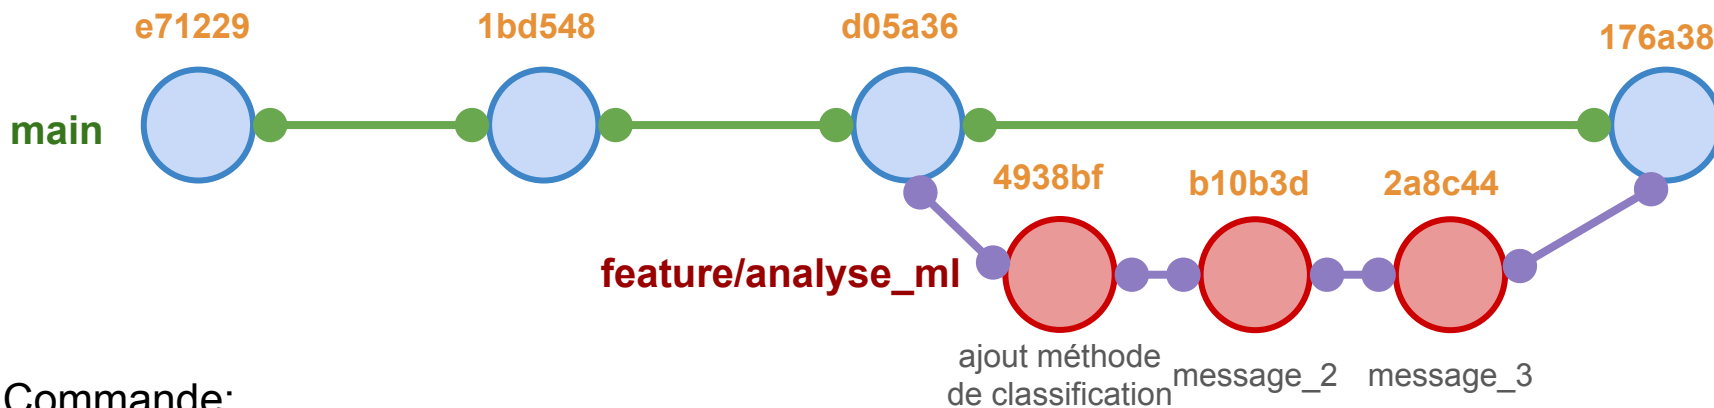 e71229
1bd548
d05a36
176a38
main
4938bf
b10b3d
2a8c44
feature/analyse_ml
ajout méthode
de classification
message_2
message_3
Commande: